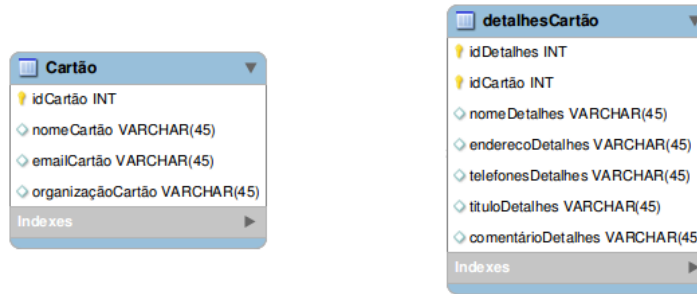 Cartão
idCartão INT
nomeCartão VARCHAR(45)
emailCartão VARCHAR(45)
organizaçãoCartão VARCHAR(45)
Indexes
detalhesCartão
idDetalhes INT
idCartão INT
nomeDetalhes VARCHAR(45)
enderecoDetalhes VARCHAR(45)
telefonesDetalhes VARCHAR(45)
tituloDetalhes VARCHAR(45)
comentárioDetalhes VARCHAR(45
Indexes